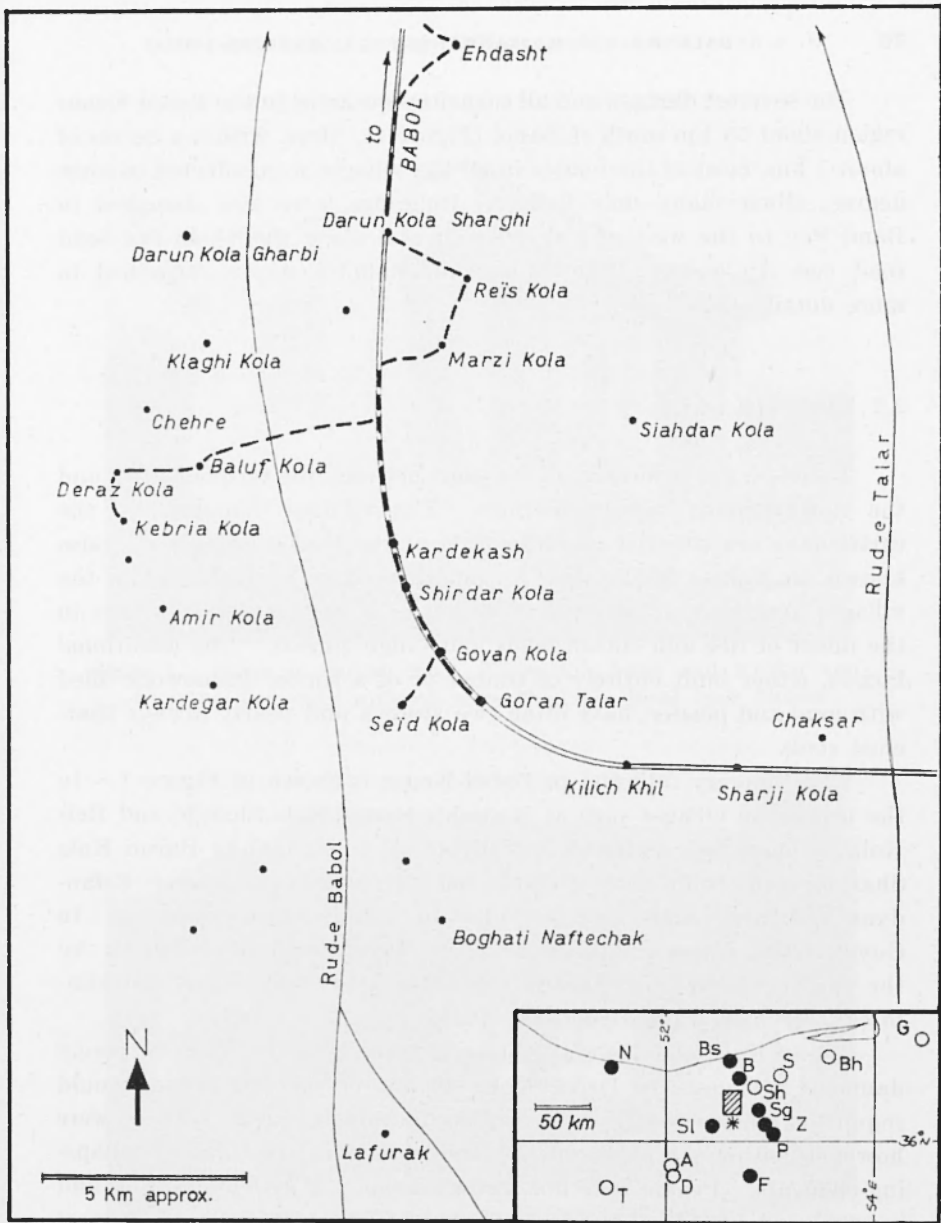 Ehdasht
to
BABOL
Darun Kola Sharghi
Darun Kola Gharbi
Reïs Kola
Klaghi Kola
Marzi Kola
Chehre
Siahdar Kola
Baluf Kola
Deraz Kola
Kebria Kola
Rud-e Talar
Kardekash
Shirdar Kola
Amir Kola
Govan Kola
Kardegar Kola
Seïd Kola
Goran Talar
Chaksar
Kilich Khil
Sharji Kola
Rud-e Babol
Boghati Naftechak
N
5 Km approx.
Lafurak
52°
G
N
Bs
B
S
Bh
Sh
50 km
Sg
Sl
Z
36°N
P
A
D
F
T
54°E